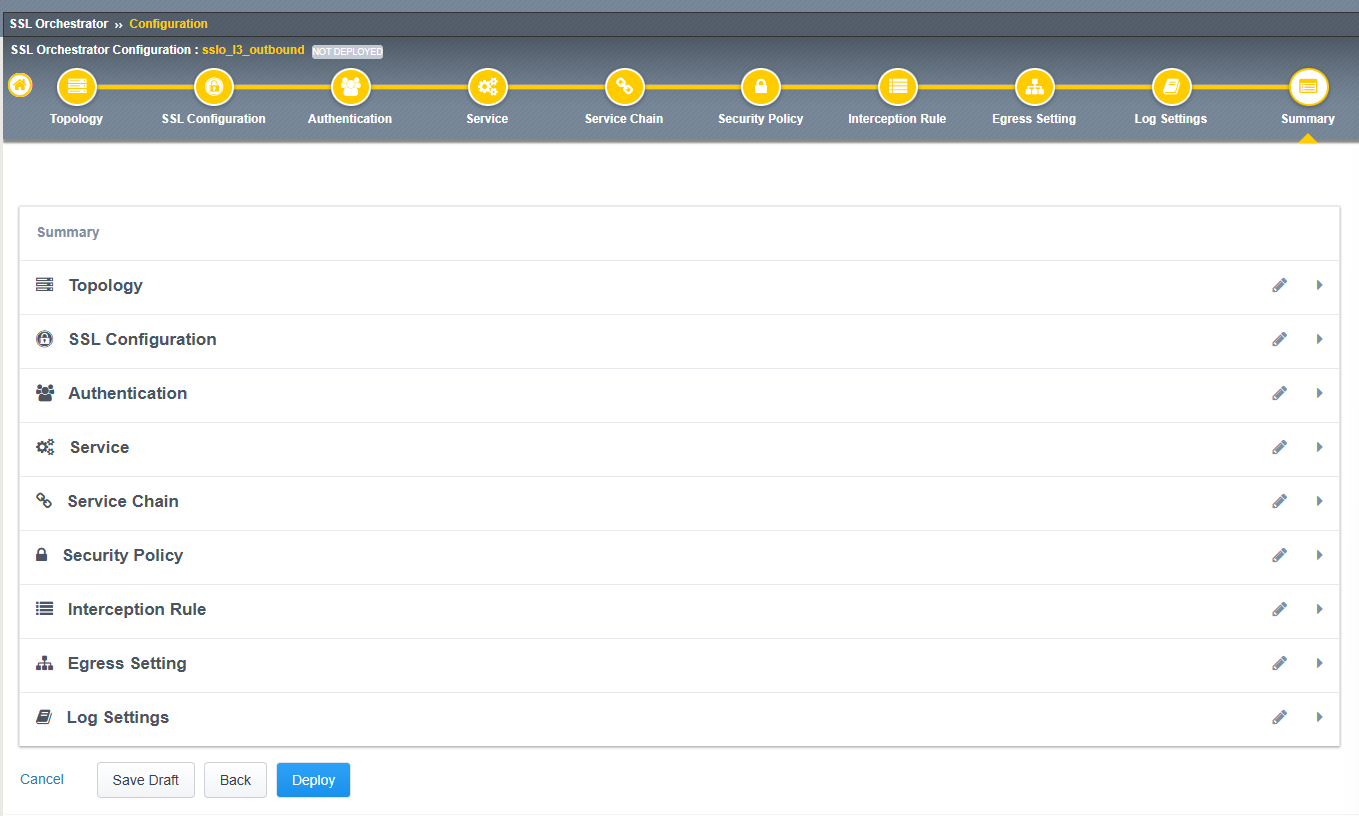 SSL Orchestrator ›› Configuration
SSL Orchestrator Configuration : sslo_l3_outbound NOT DEPLOYED
Topology SSL Configuration Authentication Service Service Chain Security Policy Interception Rule Egress Setting Log Settings Summary
Summary
Topology
SSL Configuration
Authentication
Service
Service Chain
Security Policy
Interception Rule
Egress Setting
Log Settings
Cancel Save Draft Back Deploy